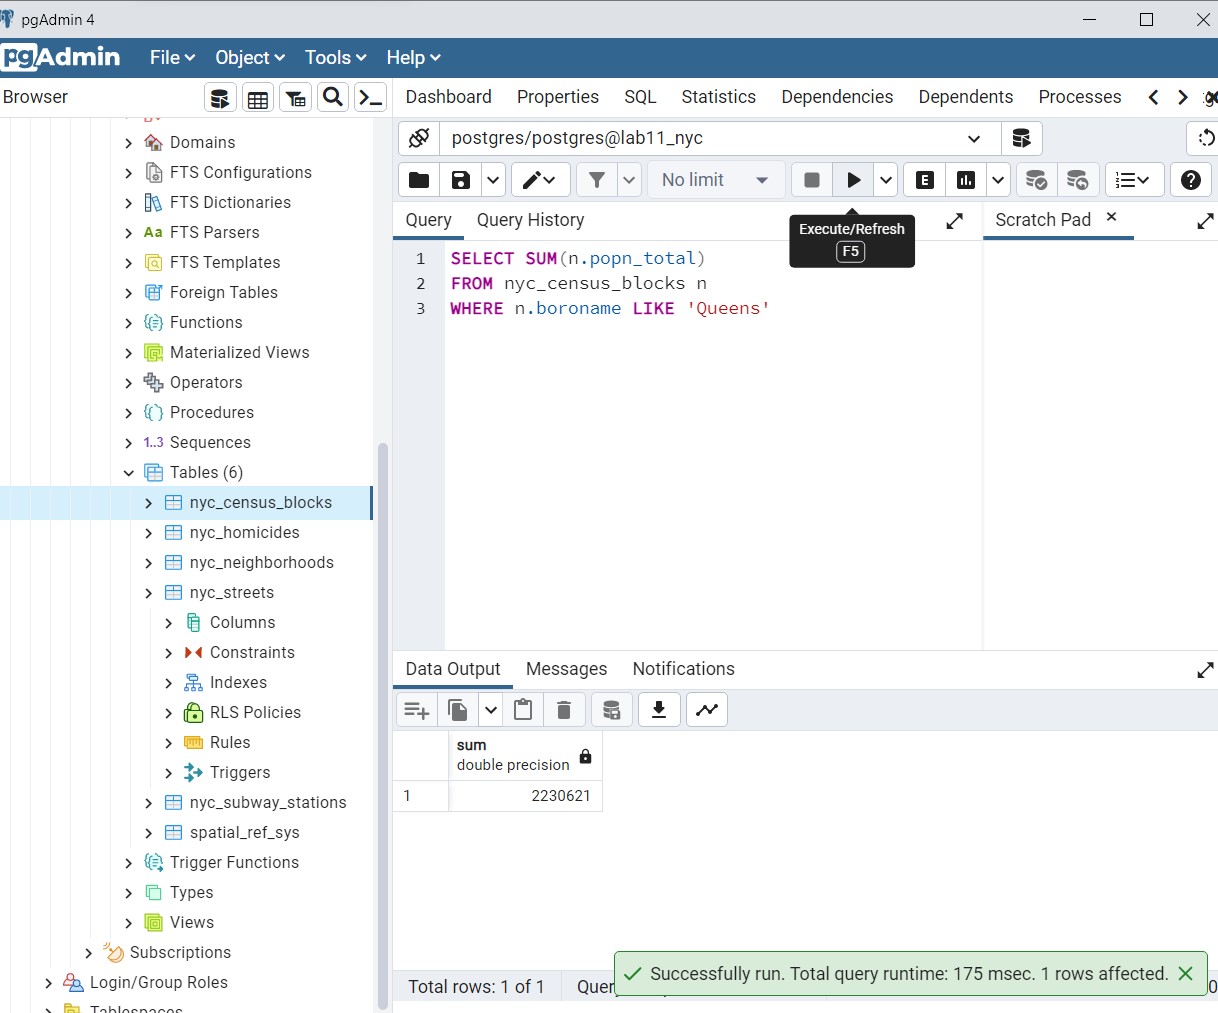 pgAdmin 4
pgAdmin
File
Object
Tools
Help
Browser
Dashboard
Properties
SQL
Statistics
Dependencies
Dependents
Processes
postgres/postgres@lab11_nyc
No limit
E
Query
Query History
Execute/Refresh
F5
Scratch Pad
1 SELECT SUM(n.popn_total)
2 FROM nyc_census_blocks n
3 WHERE n.boroname LIKE 'Queens'
Domains
FTS Configurations
FTS Dictionaries
Aa FTS Parsers
FTS Templates
Foreign Tables
Functions
Materialized Views
Operators
Procedures
1..3 Sequences
Tables (6)
nyc_census_blocks
nyc_homicides
nyc_neighborhoods
nyc_streets
Columns
Constraints
Indexes
RLS Policies
Rules
Triggers
nyc_subway_stations
spatial_ref_sys
Trigger Functions
Types
Views
Subscriptions
Login/Group Roles
Tablespaces
Data Output
Messages
Notifications
sum
double precision
1 2230621
Total rows: 1 of 1
Successfully run. Total query runtime: 175 msec. 1 rows affected.